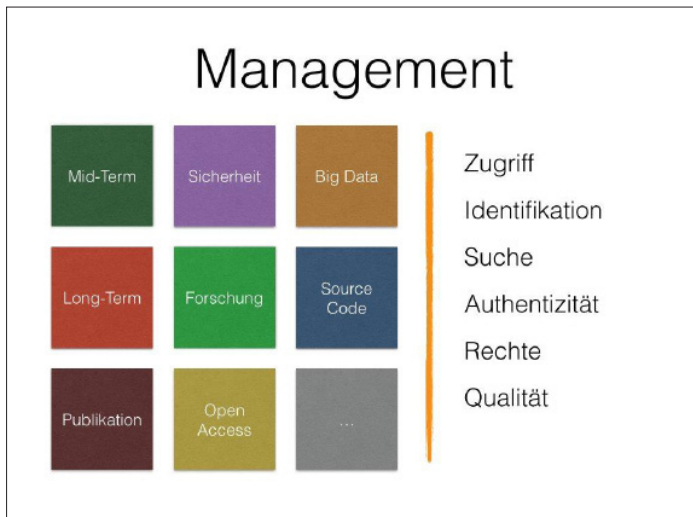 Management
Mid-Term
Sicherheit
Big Data
Long-Term
Forschung
Source
Code
Publikation
Open
Access
...
Zugriff
Identifikation
Suche
Authentizität
Rechte
Qualität